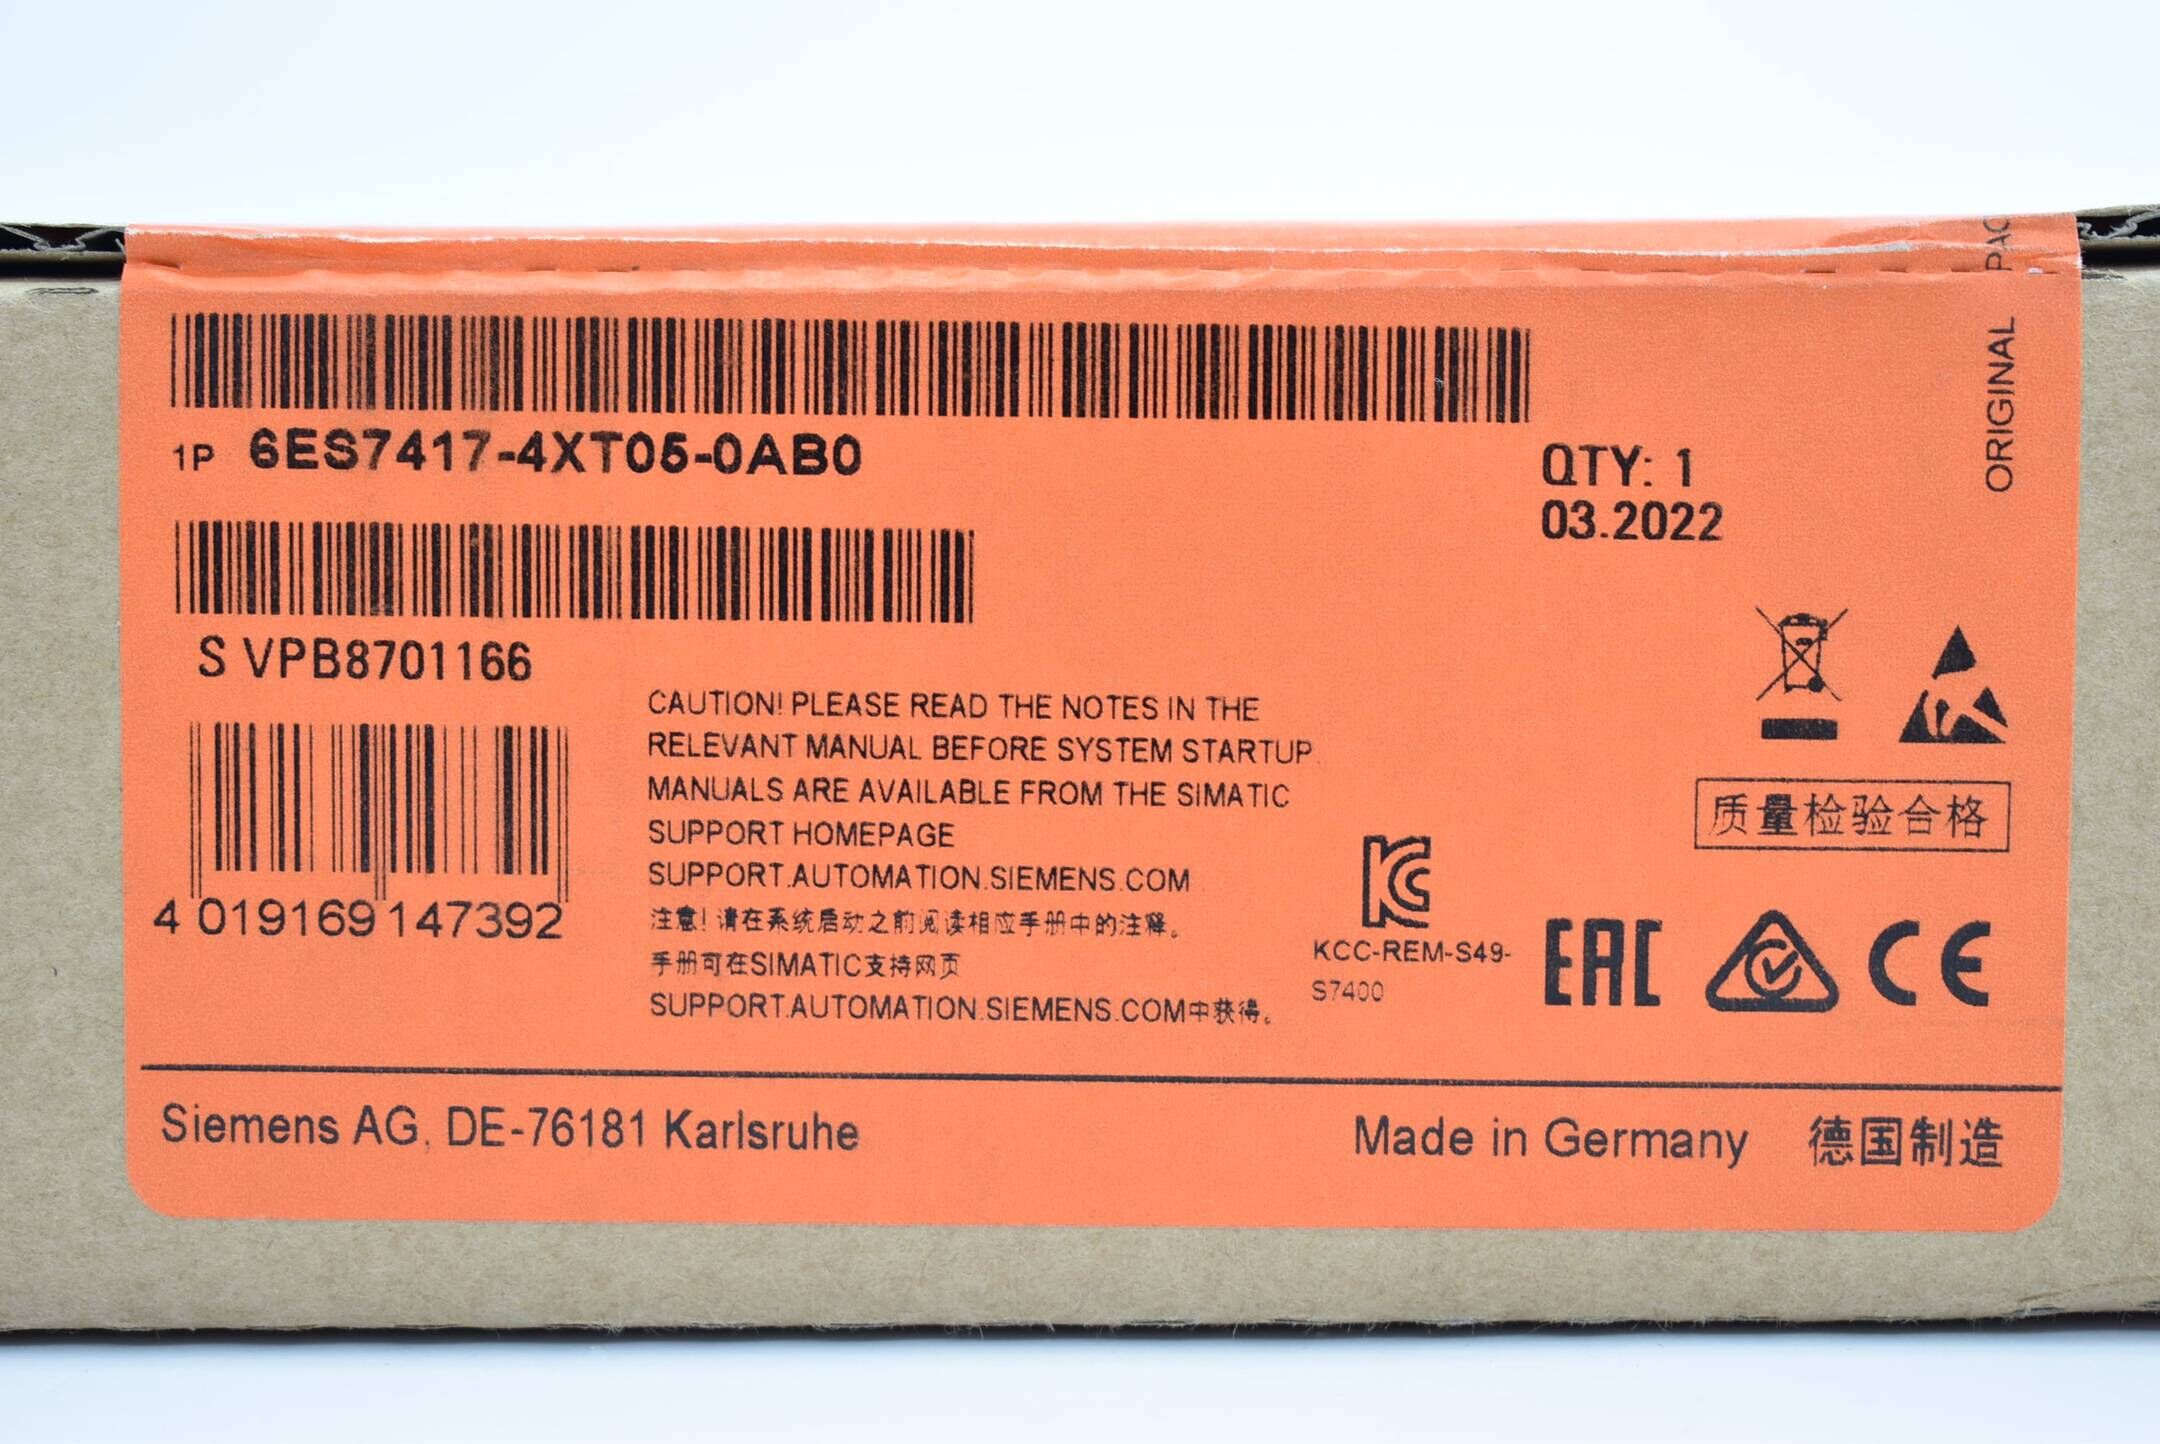 ORIGINAL PAC
1P 6ES7417-4XT05-0AB0
QTY: 1
03.2022
S VPB8701166
CAUTION! PLEASE READ THE NOTES IN THE
RELEVANT MANUAL BEFORE SYSTEM STARTUP.
MANUALS ARE AVAILABLE FROM THE SIMATIC
SUPPORT HOMEPAGE
SUPPORT.AUTOMATION.SIEMENS.COM
注意! 请在系统启动之前阅读相应手册中的注释。
手册可在SIMATIC支持网页
SUPPORT.AUTOMATION.SIEMENS.COM中获得。
4 019169 147392
质量检验合格
KC
KCC-REM-S49-
S7400
EAC
CE
Siemens AG, DE-76181 Karlsruhe
Made in Germany 德国制造